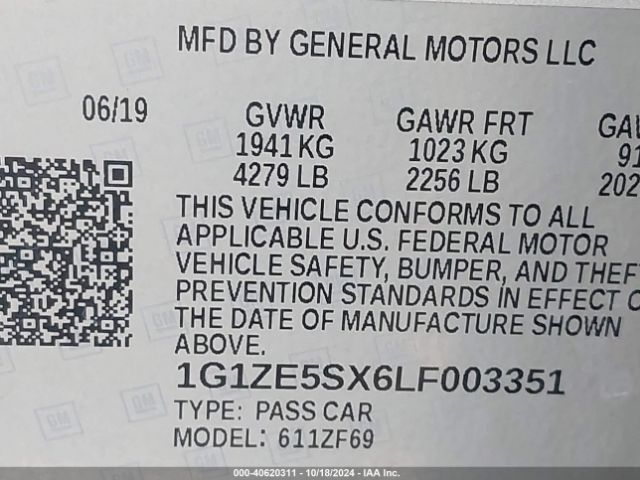 MFD BY GENERAL MOTORS LLC
06/19 GVWR GAWR FRT
1941 KG 1023 KG 91
4279 LB 2256 LB 202
THIS VEHICLE CONFORMS TO ALL
APPLICABLE U.S. FEDERAL MOTOR
VEHICLE SAFETY, BUMPER, AND THEFT
PREVENTION STANDARDS IN EFFECT O
THE DATE OF MANUFACTURE SHOWN
ABOVE.
1G1ZE5SX6LF003351
TYPE: PASS CAR
MODEL: 611ZF69
000-40620311 - 10/18/2024 - IAA Inc.